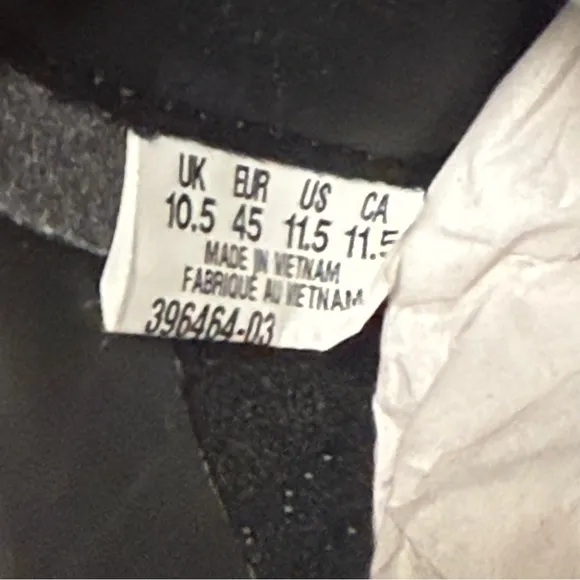 UK EUR US CA
10.5 45 11.5 11.5
MADE IN VIETNAM
FABRIQUÉ AU VIETNAM
396464-03